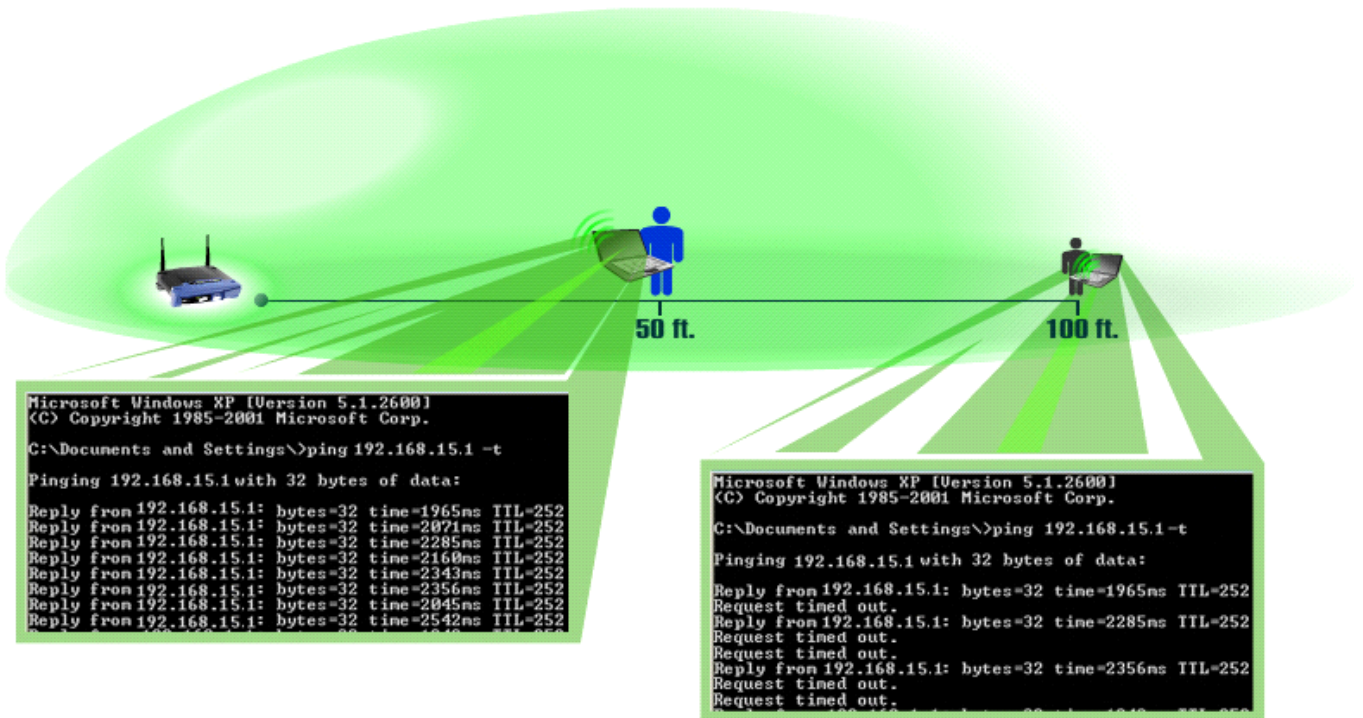 50 ft.
100 ft.
Microsoft Windows XP [Version 5.1.2600]
(C) Copyright 1985-2001 Microsoft Corp.
C:\Documents and Settings\>ping 192.168.15.1 -t
Pinging 192.168.15.1 with 32 bytes of data:
Reply from 192.168.15.1: bytes=32 time=1965ms TTL=252
Reply from 192.168.15.1: bytes=32 time=2071ms TTL=252
Reply from 192.168.15.1: bytes=32 time=2285ms TTL=252
Reply from 192.168.15.1: bytes=32 time=2160ms TTL=252
Reply from 192.168.15.1: bytes=32 time=2343ms TTL=252
Reply from 192.168.15.1: bytes=32 time=2356ms TTL=252
Reply from 192.168.15.1: bytes=32 time=2045ms TTL=252
Reply from 192.168.15.1: bytes=32 time=2542ms TTL=252
Microsoft Windows XP [Version 5.1.2600]
(C) Copyright 1985-2001 Microsoft Corp.
C:\Documents and Settings\>ping 192.168.15.1-t
Pinging 192.168.15.1 with 32 bytes of data:
Reply from 192.168.15.1: bytes=32 time=1965ms TTL=252
Request timed out.
Reply from 192.168.15.1: bytes=32 time=2285ms TTL=252
Request timed out.
Request timed out.
Reply from 192.168.15.1: bytes=32 time=2356ms TTL=252
Request timed out.
Request timed out.